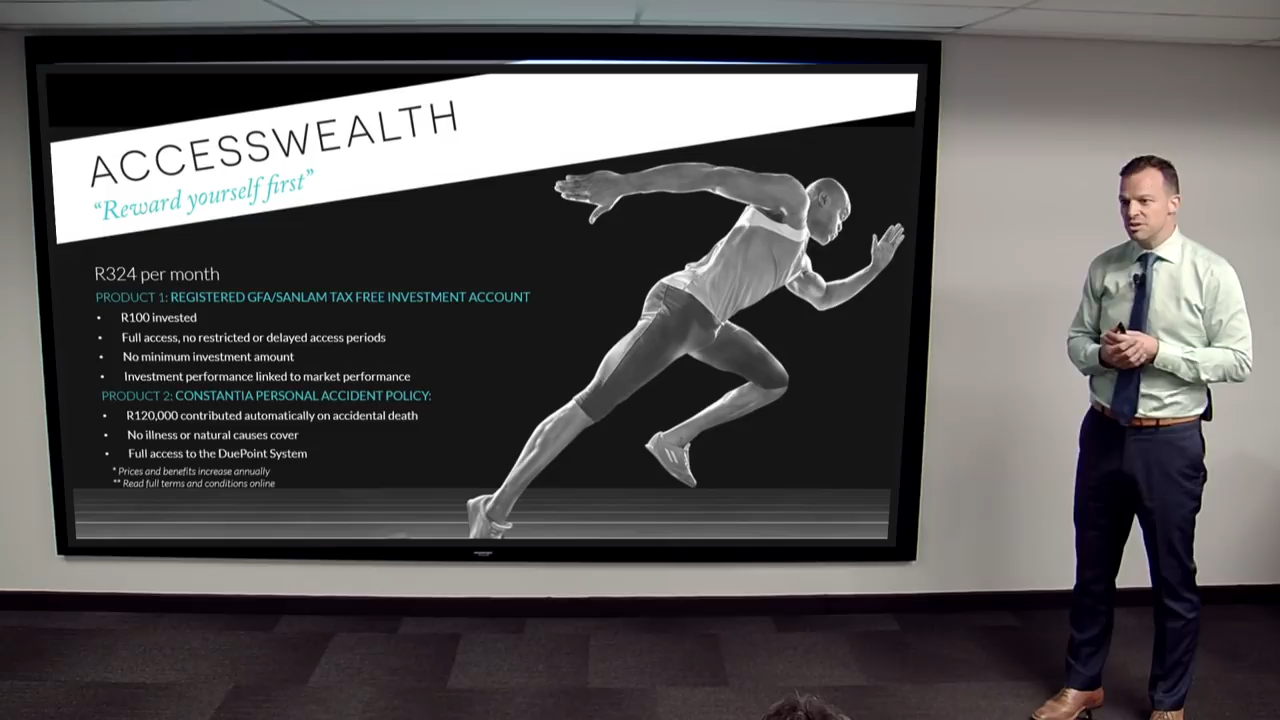 ACCESSWEALTH
“Reward yourself first”
R324 per month
PRODUCT 1: REGISTERED GFA/SANLAM TAX FREE INVESTMENT ACCOUNT
• R100 invested
• Full access, no restricted or delayed access periods
• No minimum investment amount
• Investment performance linked to market performance
PRODUCT 2: CONSTANTIA PERSONAL ACCIDENT POLICY:
• R120,000 contributed automatically on accidental death
• No illness or natural causes cover
• Full access to the DuePoint System
* Prices and benefits increase annually
** Read full terms and conditions online